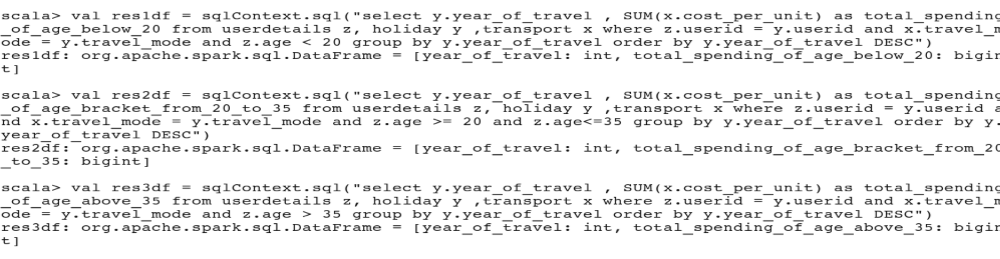 scala> val res1df = sqlContext.sql("select y.year_of_travel , SUM(x.cost_per_unit) as total_spending
_of_age_below_20 from userdetails z, holiday y ,transport x where z.userid = y.userid and x.travel_m
ode = y.travel_mode and z.age < 20 group by y.year_of_travel order by y.year_of_travel DESC")
res1df: org.apache.spark.sql.DataFrame = [year_of_travel: int, total_spending_of_age_below_20: bigin
t]
scala> val res2df = sqlContext.sql("select y.year_of_travel , SUM(x.cost_per_unit) as total_spending
_of_age_bracket_from_20_to_35 from userdetails z, holiday y ,transport x where z.userid = y.userid a
nd x.travel_mode = y.travel_mode and z.age >= 20 and z.age<=35 group by y.year_of_travel order by y.
year_of_travel DESC")
res2df: org.apache.spark.sql.DataFrame = [year_of_travel: int, total_spending_of_age_bracket_from_20
_to_35: bigint]
scala> val res3df = sqlContext.sql("select y.year_of_travel , SUM(x.cost_per_unit) as total_spending
_of_age_above_35 from userdetails z, holiday y ,transport x where z.userid = y.userid and x.travel_m
ode = y.travel_mode and z.age > 35 group by y.year_of_travel order by y.year_of_travel DESC")
res3df: org.apache.spark.sql.DataFrame = [year_of_travel: int, total_spending_of_age_above_35: bigin
t]